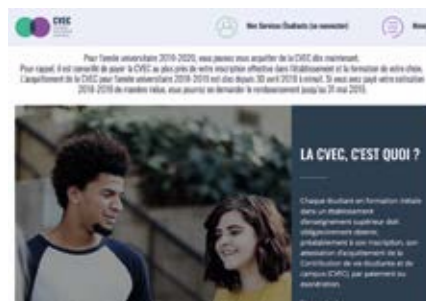 CVEC
Mes Services Étudiants (se connecter)
Pour l'année universitaire 2019-2020, vous pouvez vous acquitter de la CVEC dès maintenant.
Pour rappel, il est conseillé de payer la CVEC au plus près de votre inscription effective dans l'établissement et la formation de votre choix.
L'acquittement de la CVEC pour l'année universitaire 2018-2019 est clos depuis 30 avril 2019 à minuit. Si vous avez payé votre cotisation
2018-2019 de manière indue, vous pourrez en demander le remboursement jusqu'au 31 mai 2019.
LA CVEC, C'EST QUOI ?
Chaque étudiant en formation initiale
dans un établissement
d'enseignement supérieur doit
obligatoirement obtenir,
préalablement à son inscription, son
attestation d'acquittement de la
Contribution de vie étudiante et de
campus (CVEC), par paiement ou
exonération.